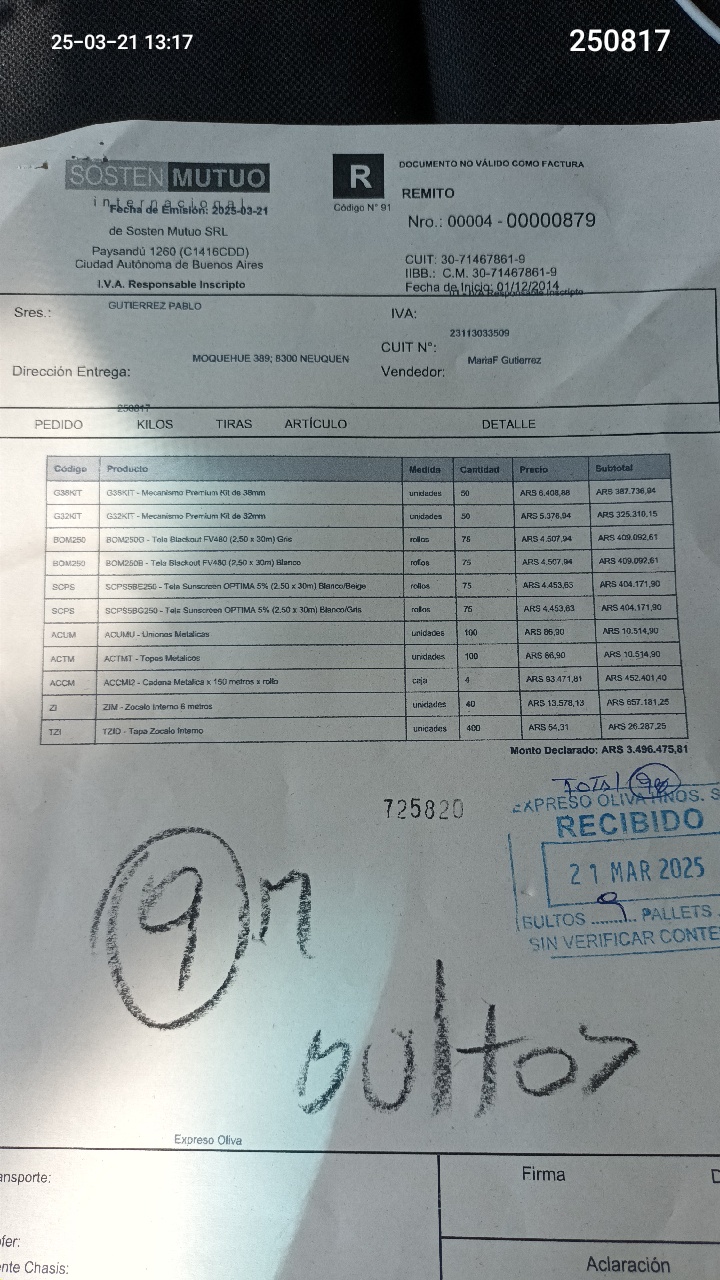 25-03-21 13:17
250817
SOSTEN MUTUO
internacional
Fecha de Emisión: 2025-03-21
de Sosten Mutuo SRL
Paysandú 1260 (C1416CDD)
Ciudad Autónoma de Buenos Aires
I.V.A. Responsable Inscripto
R
Código N° 91
DOCUMENTO NO VÁLIDO COMO FACTURA
REMITO
Nro.: 00004 - 00000879
CUIT: 30-71467861-9
IIBB.: C.M. 30-71467861-9
Fecha de Inicio: 01/12/2014
IVA Responsable Inscripto
Sres.: GUTIERREZ PABLO
IVA:
23113033509
CUIT N°:
Dirección Entrega: MOQUEHUE 389; 8300 NEUQUEN
Vendedor: MariaF Gutierrez
250817
PEDIDO KILOS TIRAS ARTÍCULO DETALLE
Código Producto Medida Cantidad Precio Subtotal
G38KIT G38KIT - Mecanismo Premium Kit de 38mm unidades 50 ARS 6.408,88 ARS 387.736,94
G32KIT G32KIT - Mecanismo Premium Kit de 32mm unidades 50 ARS 5.376,94 ARS 325.310,15
BOM250 BOM250G - Tela Blackout FV480 (2,50 x 30m) Gris rollos 75 ARS 4.507,94 ARS 409.092,61
BOM250 BOM250B - Tela Blackout FV480 (2,50 x 30m) Blanco rollos 75 ARS 4.507,94 ARS 409.092,61
SCPS SCPS5BE250 - Tela Sunscreen OPTIMA 5% (2,50 x 30m) Blanco/Beige rollos 75 ARS 4.453,63 ARS 404.171,90
SCPS SCPS5BG250 - Tela Sunscreen OPTIMA 5% (2,50 x 30m) Blanco/Gris rollos 75 ARS 4.453,63 ARS 404.171,90
ACUM ACUMU - Uniones Metalicas unidades 100 ARS 86,90 ARS 10.514,90
ACTM ACTMT - Topes Metalicos unidades 100 ARS 86,90 ARS 10.514,90
ACCM ACCMI2 - Cadena Metalica x 150 metros x rollo caja 4 ARS 93.471,81 ARS 452.401,40
ZI ZIM - Zocalo Interno 6 metros unidades 40 ARS 13.578,13 ARS 657.181,25
TZI TZID - Tapa Zocalo Interno unidades 400 ARS 54,31 ARS 26.287,25
Monto Declarado: ARS 3.496.475,81
725820
Total
EXPRESO OLIVA HNOS. S
RECIBIDO
21 MAR 2025
BULTOS 9 PALLETS
SIN VERIFICAR CONTE
9
bultos
Expreso Oliva
ansporte:
Firma
ofer:
ente Chasis:
Aclaración